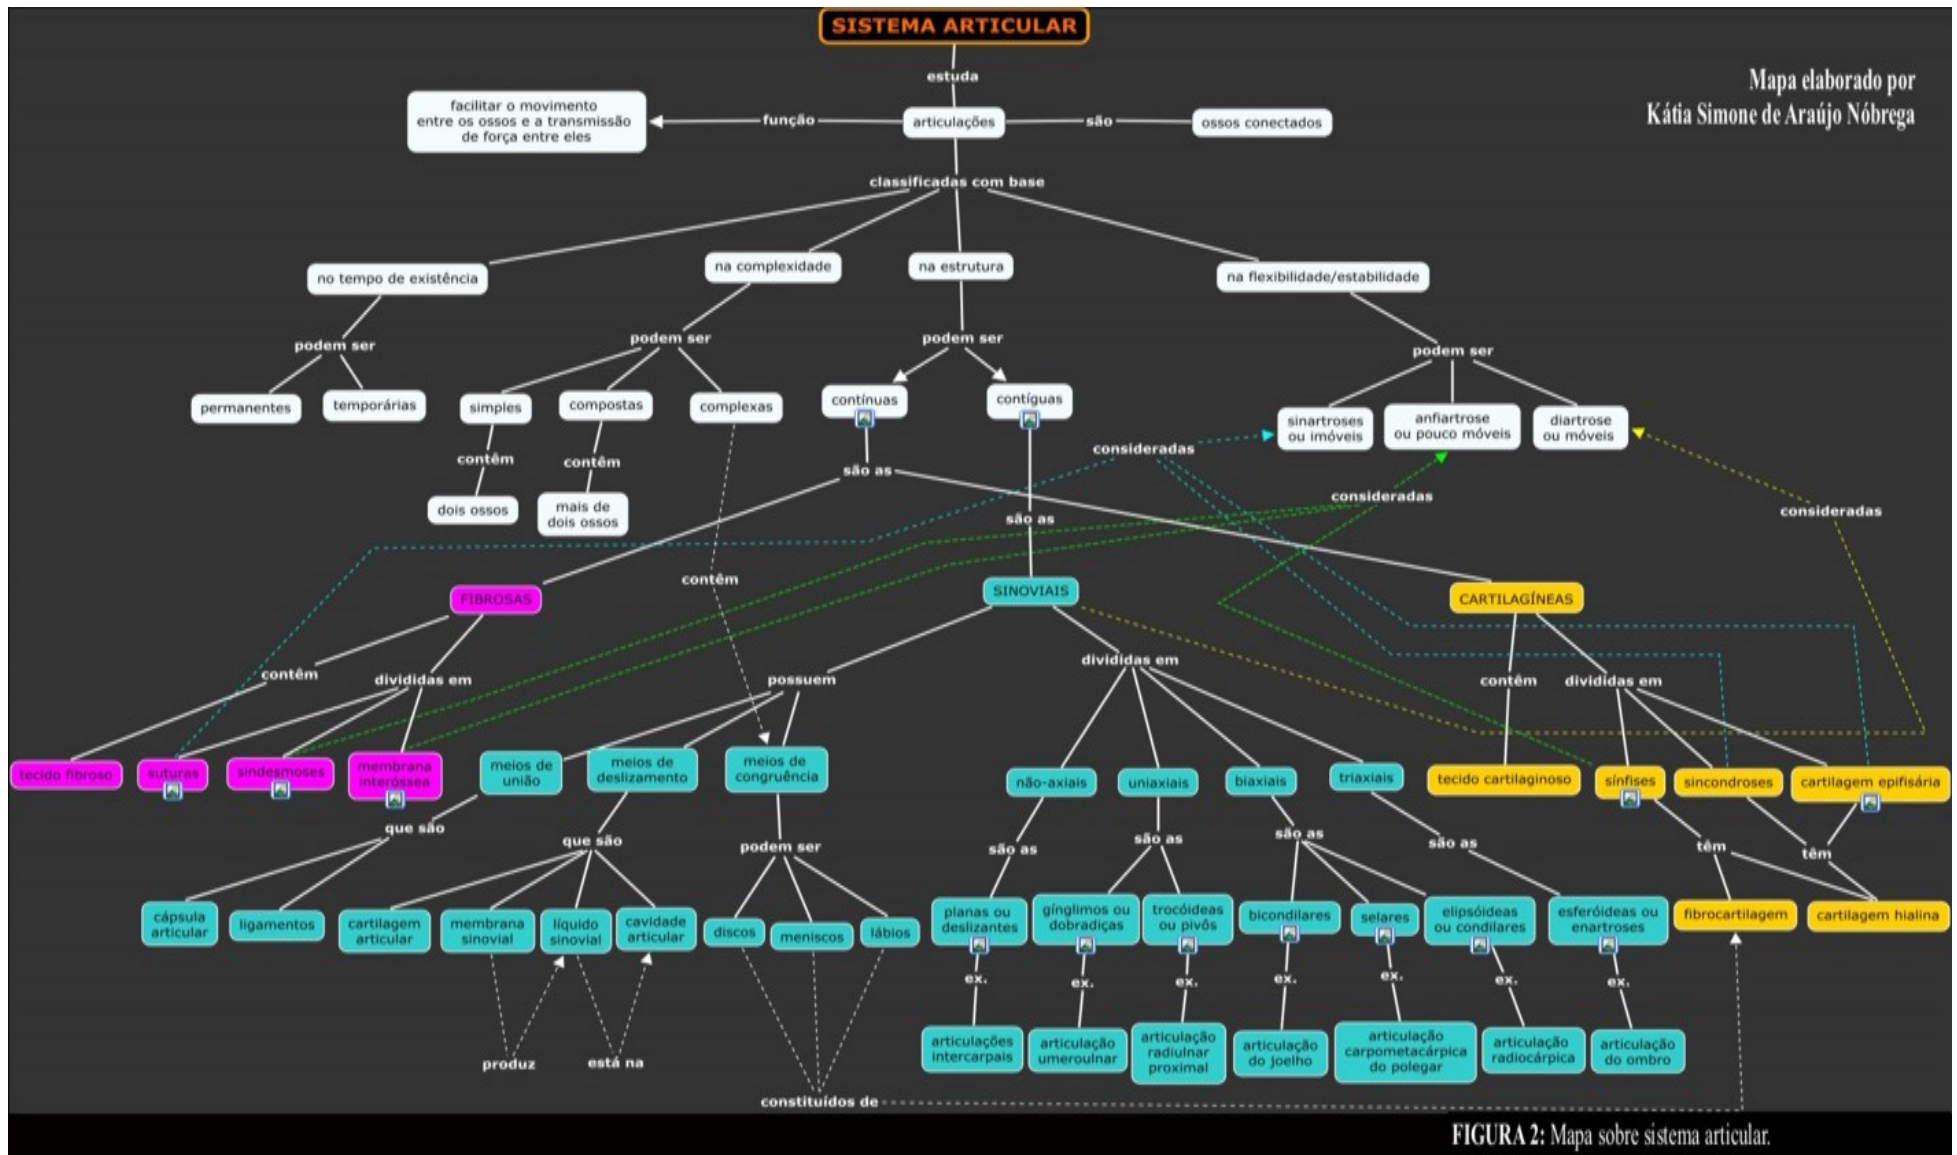 SISTEMA ARTICULAR
estuda
Mapa elaborado por
Kátia Simone de Araújo Nóbrega
facilitar o movimento
entre os ossos e a transmissão
de força entre eles
função
articulações
são
ossos conectados
classificadas com base
no tempo de existência
na complexidade
na estrutura
na flexibilidade/estabilidade
podem ser
podem ser
podem ser
podem ser
permanentes
temporárias
simples
compostas
complexas
contínuas
contíguas
sinartroses
ou imóveis
anfiartrose
ou pouco móveis
diartrose
ou móveis
contêm
contêm
são as
consideradas
consideradas
consideradas
dois ossos
mais de
dois ossos
são as
contêm
FIBROSAS
SINOVIAIS
CARTILAGÍNEAS
contêm
divididas em
possuem
divididas em
contêm
divididas em
tecido fibroso
suturas
sindesmoses
membrana
interóssea
meios de
união
meios de
deslizamento
meios de
congruência
não-axiais
uniaxiais
biaxiais
triaxiais
tecido cartilaginoso
sínfises
sincondroses
cartilagem epifisária
que são
que são
podem ser
são as
são as
são as
são as
têm
têm
cápsula
articular
ligamentos
cartilagem
articular
membrana
sinovial
líquido
sinovial
cavidade
articular
discos
meniscos
lábios
planas ou
deslizantes
gínglimos ou
dobradiças
trocóideas
ou pivôs
bicondilares
selares
elipsóideas
ou condilares
esferóideas ou
enartroses
fibrocartilagem
cartilagem hialina
ex.
ex.
ex.
ex.
ex.
ex.
ex.
articulações
intercarpais
articulação
umeroulnar
articulação
radiulnar
proximal
articulação
do joelho
articulação
carpometacárpica
do polegar
articulação
radiocárpica
articulação
do ombro
produz
está na
constituídos de
FIGURA 2: Mapa sobre sistema articular.